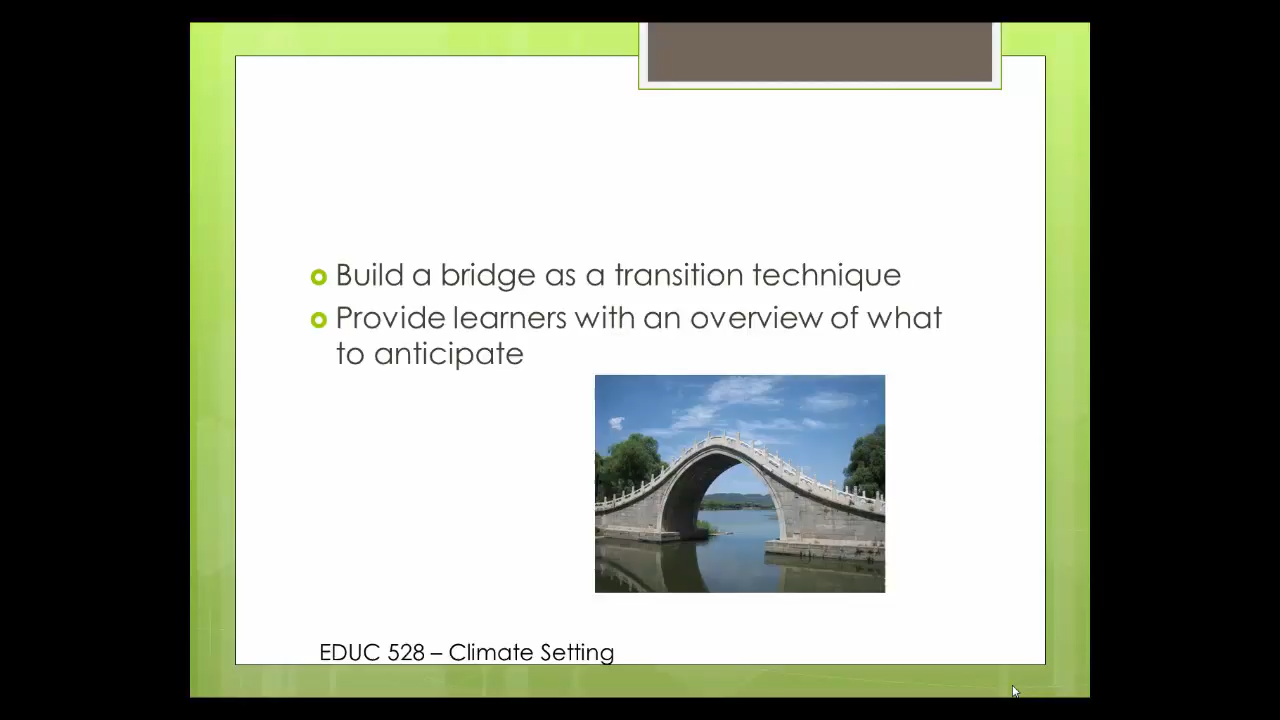 Build a bridge as a transition technique
Provide learners with an overview of what
to anticipate
EDUC 528 – Climate Setting